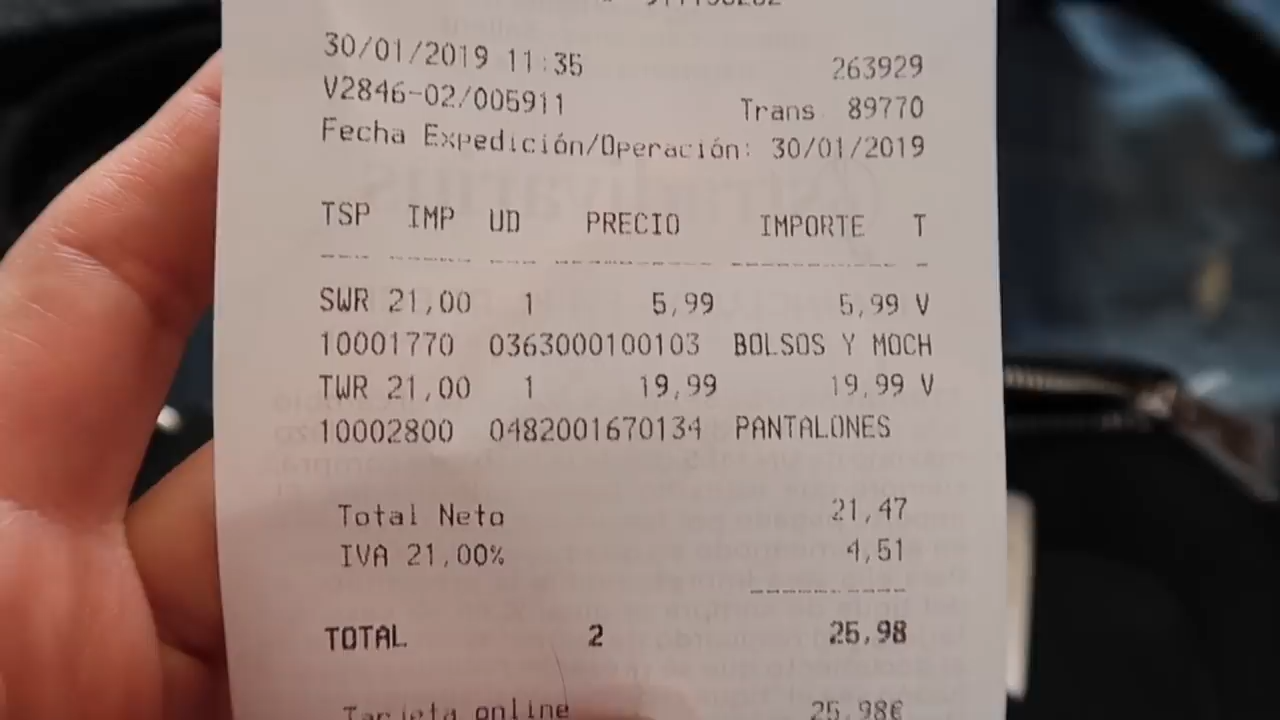 30/01/2019 11:35 263929
V2846-02/005911 Trans. 89770
Fecha Expedición/Operación: 30/01/2019
TSP IMP UD PRECIO IMPORTE T
SWR 21,00 1 5,99 5,99 V
10001770 0363000100103 BOLSOS Y MOCH
TWR 21,00 1 19,99 19,99 V
10002800 0482001670134 PANTALONES
Total Neto 21,47
IVA 21,00% 4,51
TOTAL 2 25,98
Tarjeta online 25,98€